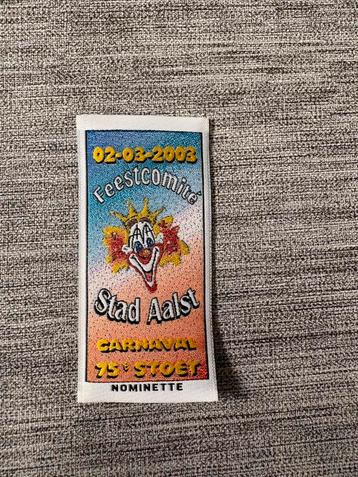 02-03-2003
Feestcomité
Stad Aalst
CARNAVAL
75e STOET
NOMINETTE